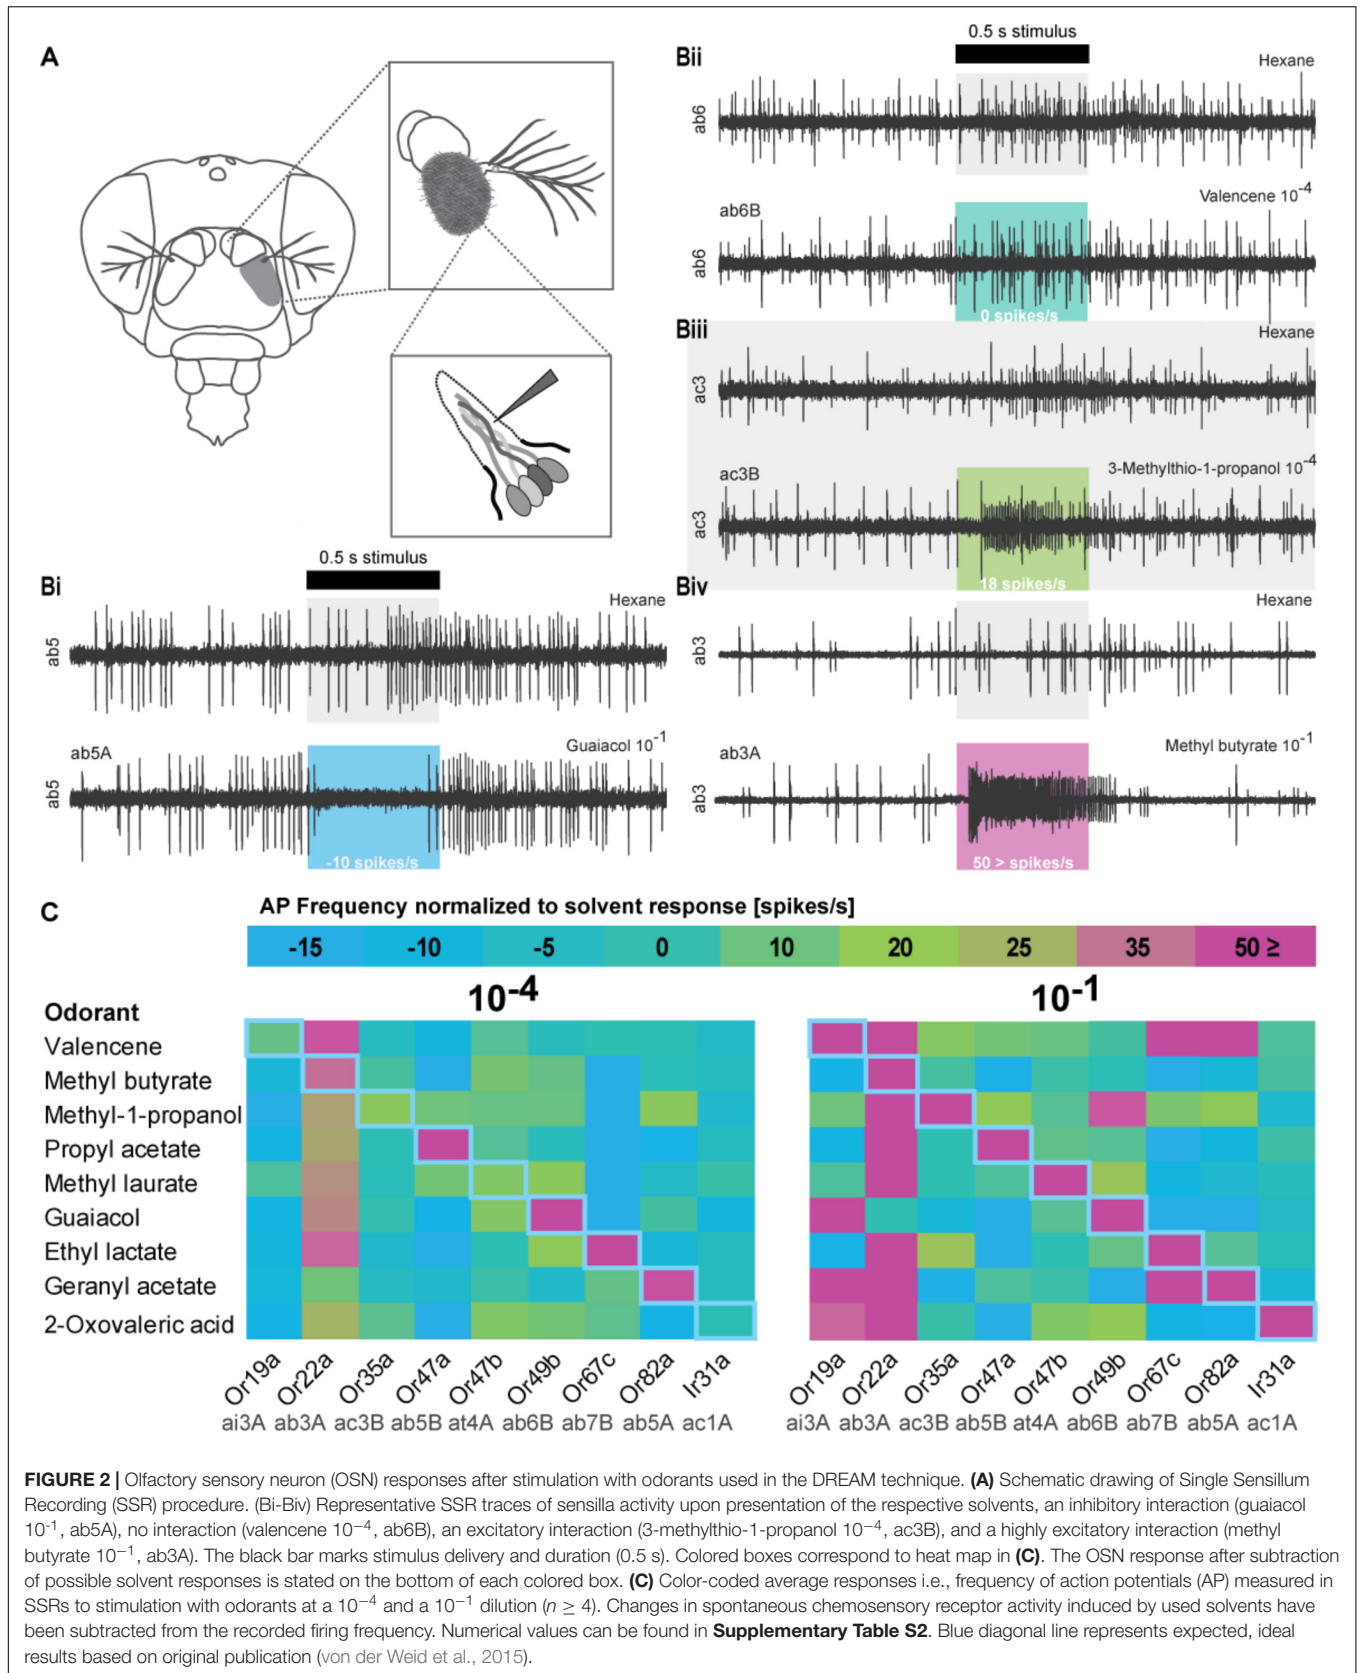 A
0.5 s stimulus
Bii
Hexane
ab6
Valencene 10-4
ab6B
ab6
0 spikes/s
Biii
Hexane
ac3
3-Methylthio-1-propanol 10-4
ac3B
ac3
18 spikes/s
0.5 s stimulus
Bi
Hexane
ab5
Guaiacol 10-1
ab5A
ab5
-10 spikes/s
Biv
Hexane
ab3
Methyl butyrate 10-1
ab3A
ab3
50 > spikes/s
C
AP Frequency normalized to solvent response [spikes/s]
-15 -10 -5 0 10 20 25 35 50 ≥
10-4 10-1
Odorant
Valencene
Methyl butyrate
Methyl-1-propanol
Propyl acetate
Methyl laurate
Guaiacol
Ethyl lactate
Geranyl acetate
2-Oxovaleric acid
Or19a Or22a Or35a Or47a Or47b Or49b Or67c Or82a Ir31a
ai3A ab3A ac3B ab5B at4A ab6B ab7B ab5A ac1A
Or19a Or22a Or35a Or47a Or47b Or49b Or67c Or82a Ir31a
ai3A ab3A ac3B ab5B at4A ab6B ab7B ab5A ac1A
FIGURE 2 | Olfactory sensory neuron (OSN) responses after stimulation with odorants used in the DREAM technique. (A) Schematic drawing of Single Sensillum
Recording (SSR) procedure. (Bi-Biv) Representative SSR traces of sensilla activity upon presentation of the respective solvents, an inhibitory interaction (guaiacol
10-1, ab5A), no interaction (valencene 10−4, ab6B), an excitatory interaction (3-methylthio-1-propanol 10−4, ac3B), and a highly excitatory interaction (methyl
butyrate 10−1, ab3A). The black bar marks stimulus delivery and duration (0.5 s). Colored boxes correspond to heat map in (C). The OSN response after subtraction
of possible solvent responses is stated on the bottom of each colored box. (C) Color-coded average responses i.e., frequency of action potentials (AP) measured in
SSRs to stimulation with odorants at a 10−4 and a 10−1 dilution (n ≥ 4). Changes in spontaneous chemosensory receptor activity induced by used solvents have
been subtracted from the recorded firing frequency. Numerical values can be found in Supplementary Table S2. Blue diagonal line represents expected, ideal
results based on original publication (von der Weid et al., 2015).